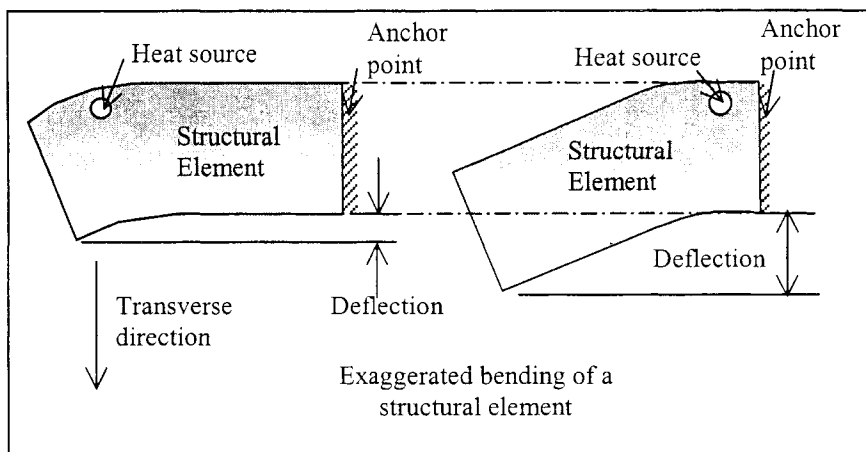 Heat source
Anchor
point
Structural
Element
Deflection
Transverse
direction
Heat source
Anchor
point
Structural
Element
Deflection
Exaggerated bending of a
structural element